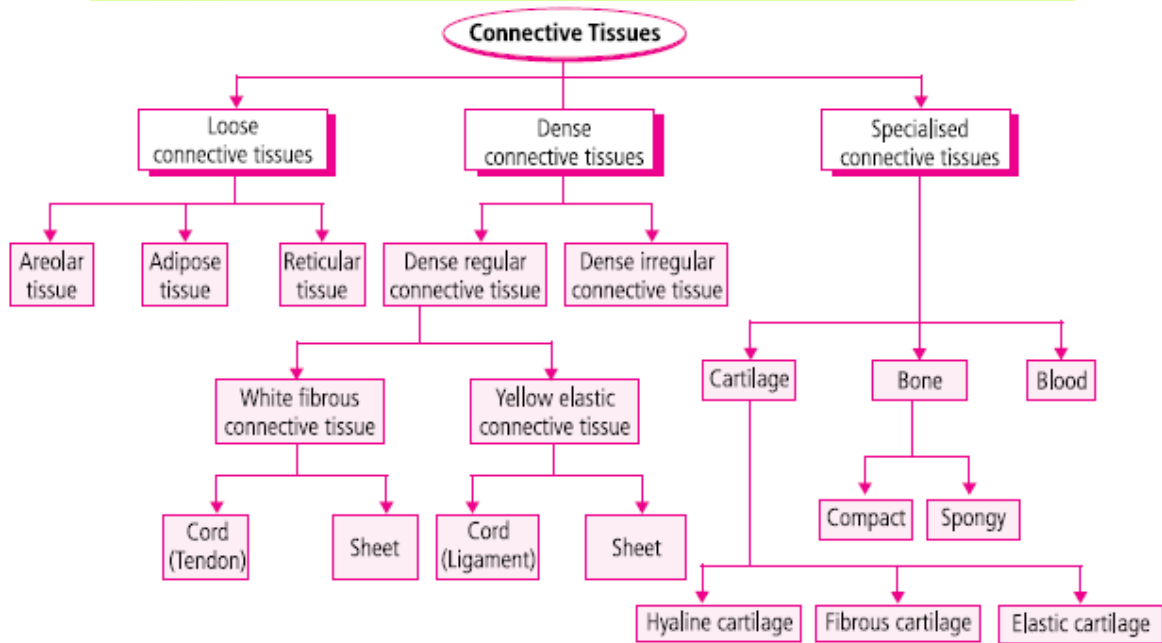 Connective Tissues
Loose
connective tissues
Dense
connective tissues
Specialised
connective tissues
Areolar
tissue
Adipose
tissue
Reticular
tissue
Dense regular
connective tissue
Dense irregular
connective tissue
Cartilage
Bone
Blood
White fibrous
connective tissue
Yellow elastic
connective tissue
Compact
Spongy
Cord
(Tendon)
Sheet
Cord
(Ligament)
Sheet
Hyaline cartilage
Fibrous cartilage
Elastic cartilage